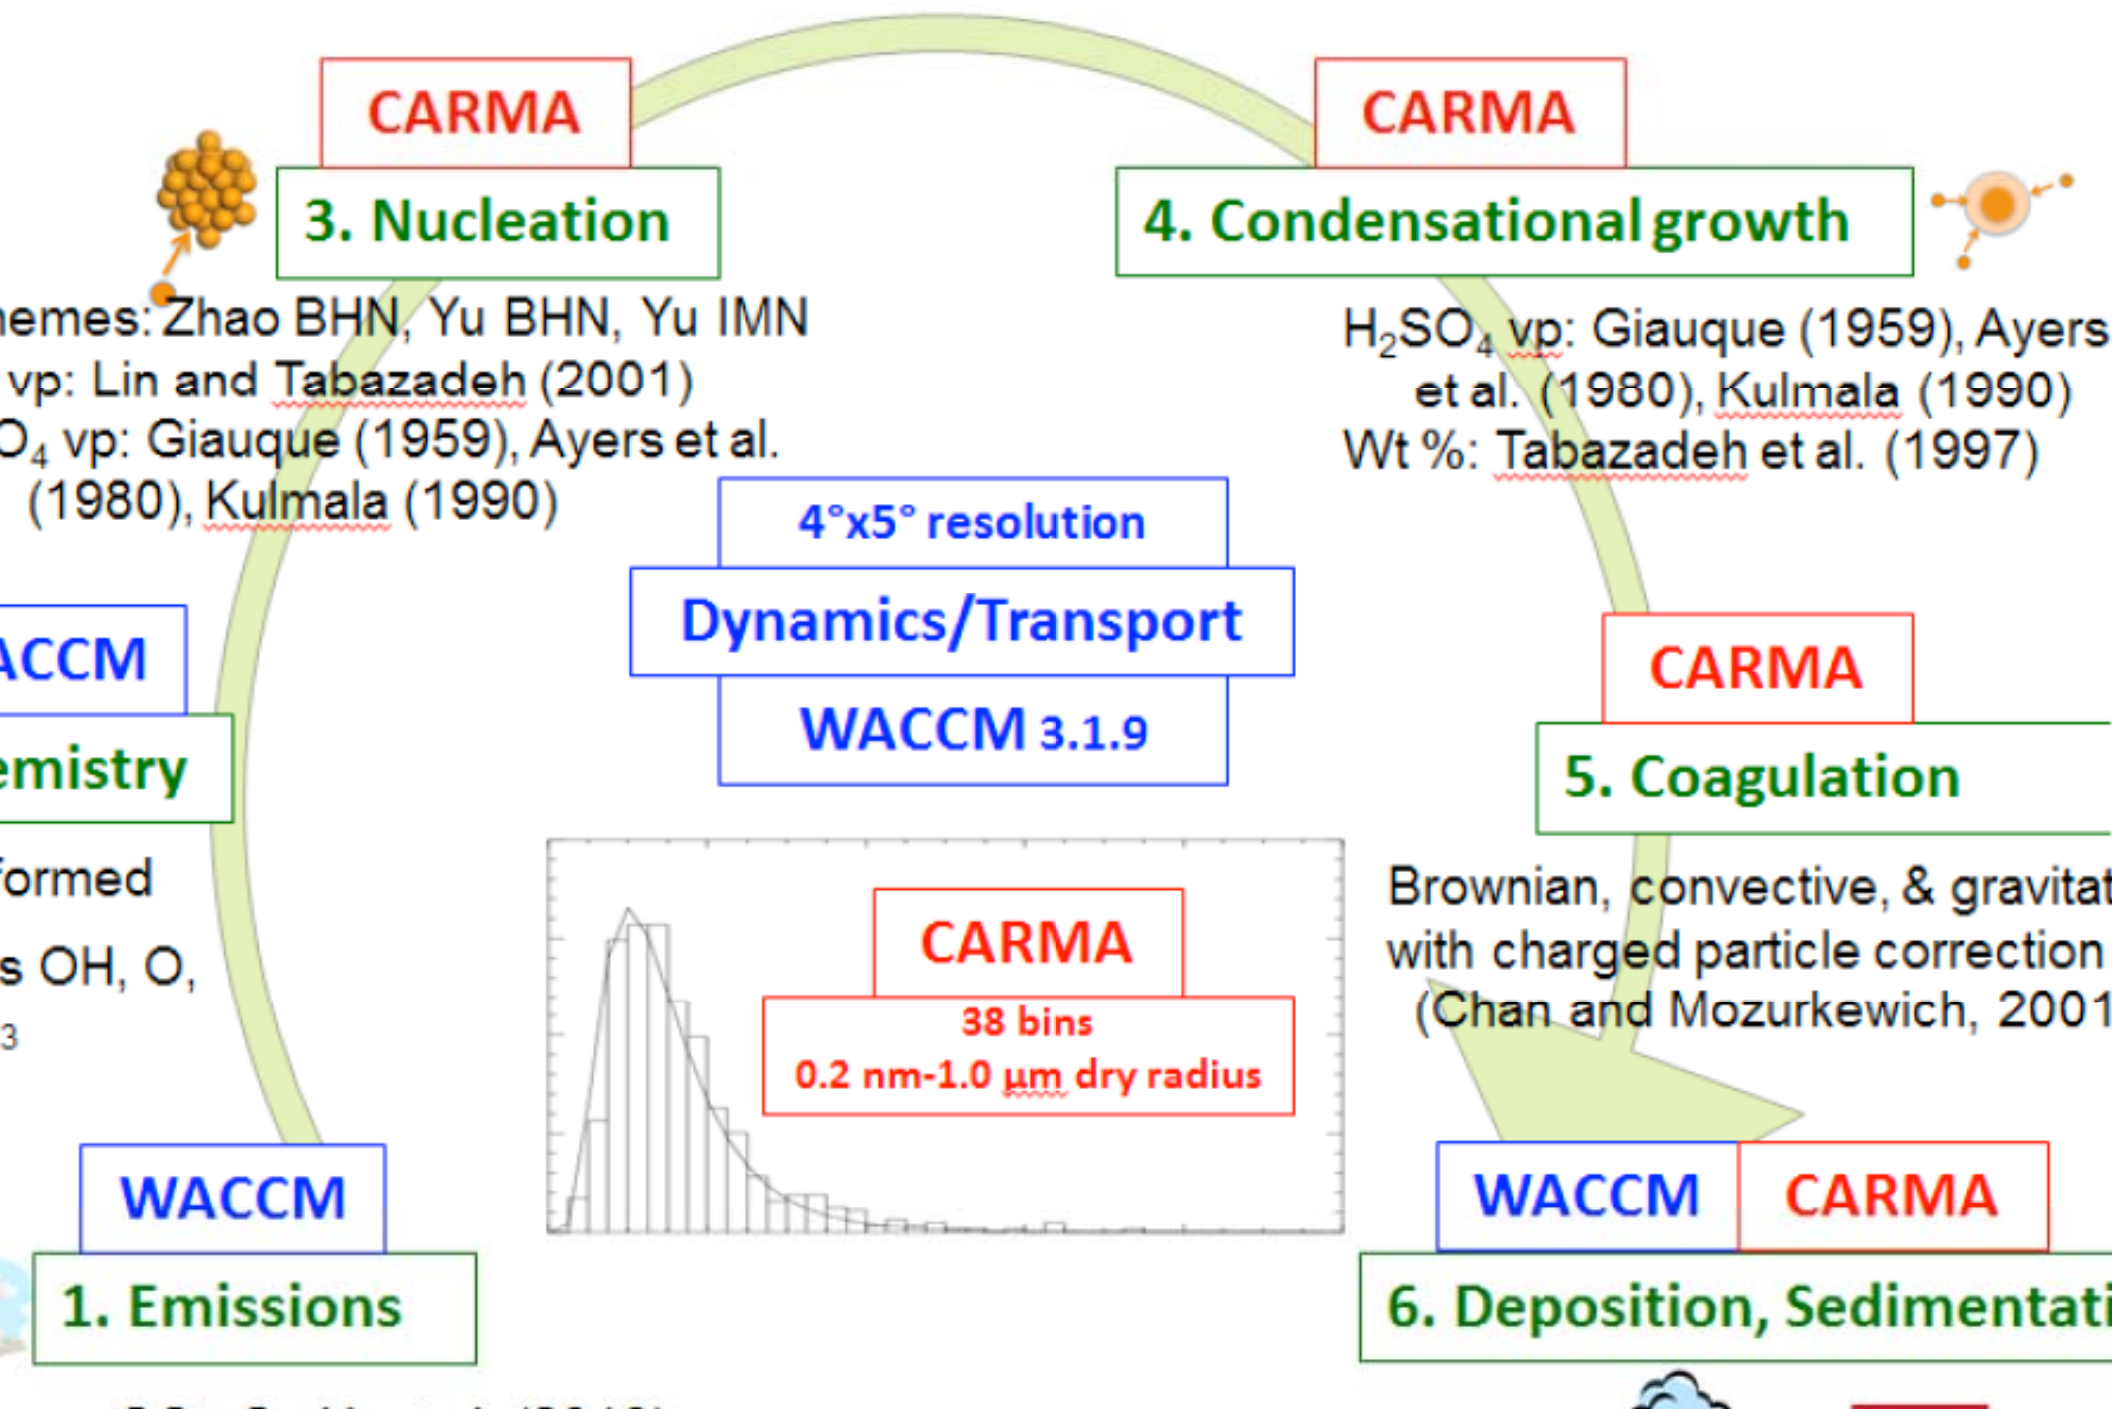 CARMA
3. Nucleation
hemes: Zhao BHN, Yu BHN, Yu IMN
vp: Lin and Tabazadeh (2001)
O₄ vp: Giauque (1959), Ayers et al.
(1980), Kulmala (1990)
CARMA
4. Condensational growth
H₂SO₄ vp: Giauque (1959), Ayers
et al. (1980), Kulmala (1990)
Wt %: Tabazadeh et al. (1997)
4°x5° resolution
Dynamics/Transport
WACCM 3.1.9
ACCM
emistry
formed
s OH, O,
3
CARMA
5. Coagulation
Brownian, convective, & gravitat
with charged particle correction
(Chan and Mozurkewich, 2001
CARMA
38 bins
0.2 nm-1.0 µm dry radius
WACCM
1. Emissions
WACCM CARMA
6. Deposition, Sedimentati